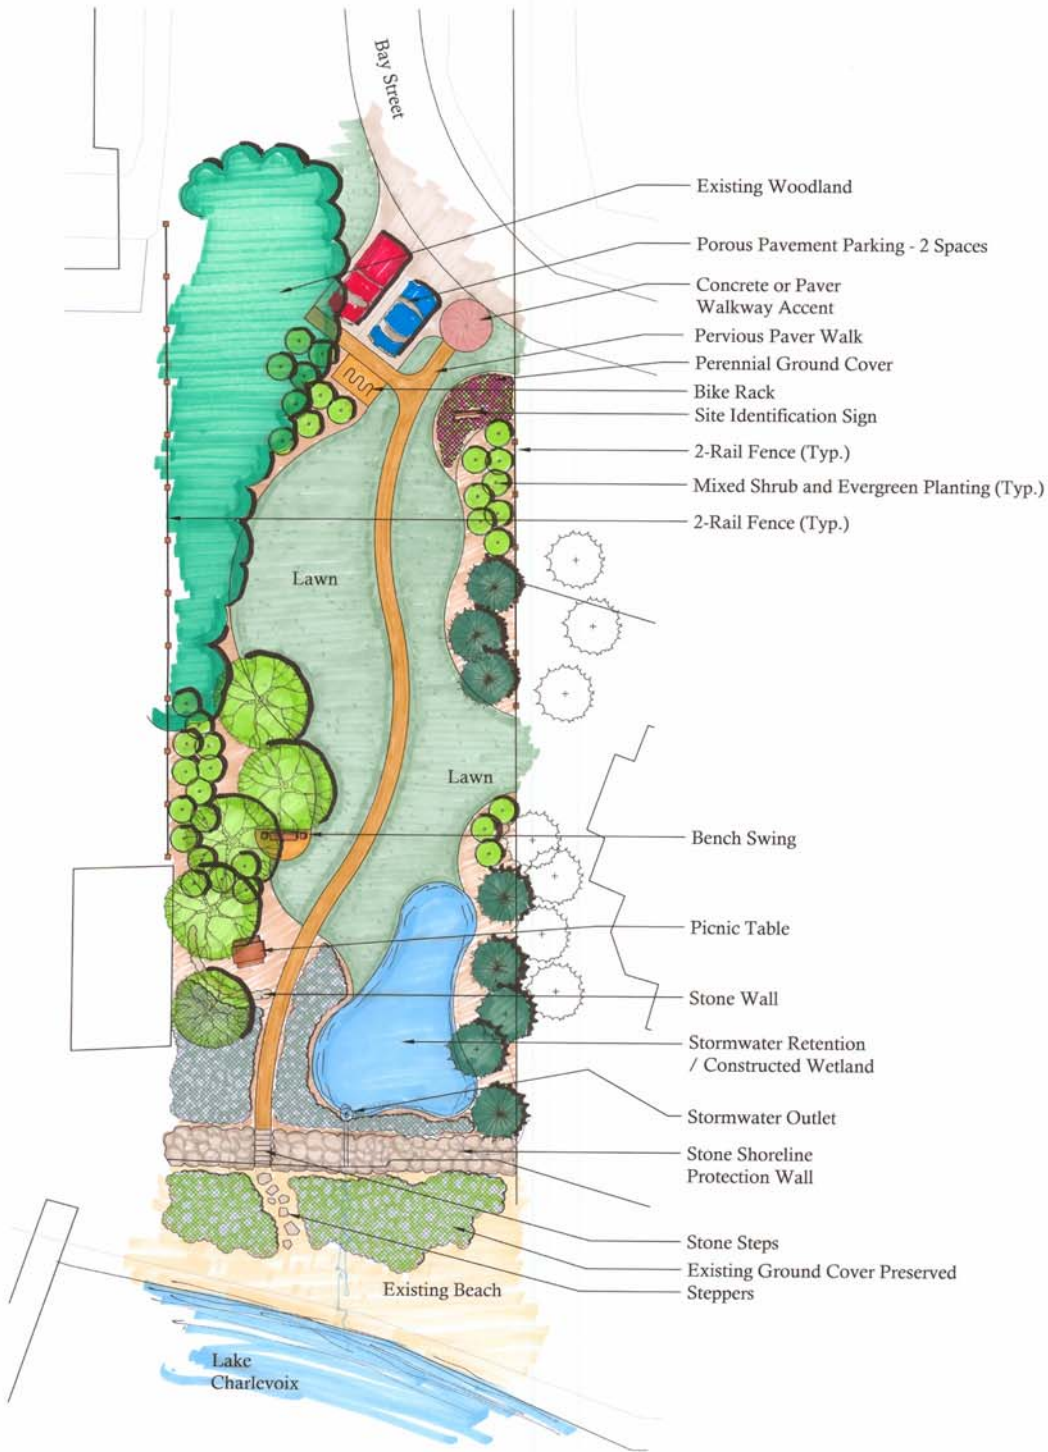 Bay Street
Existing Woodland
Porous Pavement Parking - 2 Spaces
Concrete or Paver
Walkway Accent
Pervious Paver Walk
Perennial Ground Cover
Bike Rack
Site Identification Sign
2-Rail Fence (Typ.)
Mixed Shrub and Evergreen Planting (Typ.)
2-Rail Fence (Typ.)
Lawn
Lawn
Bench Swing
Picnic Table
Stone Wall
Stormwater Retention
/ Constructed Wetland
Stormwater Outlet
Stone Shoreline
Protection Wall
Stone Steps
Existing Ground Cover Preserved
Steppers
Existing Beach
Lake
Charlevoix